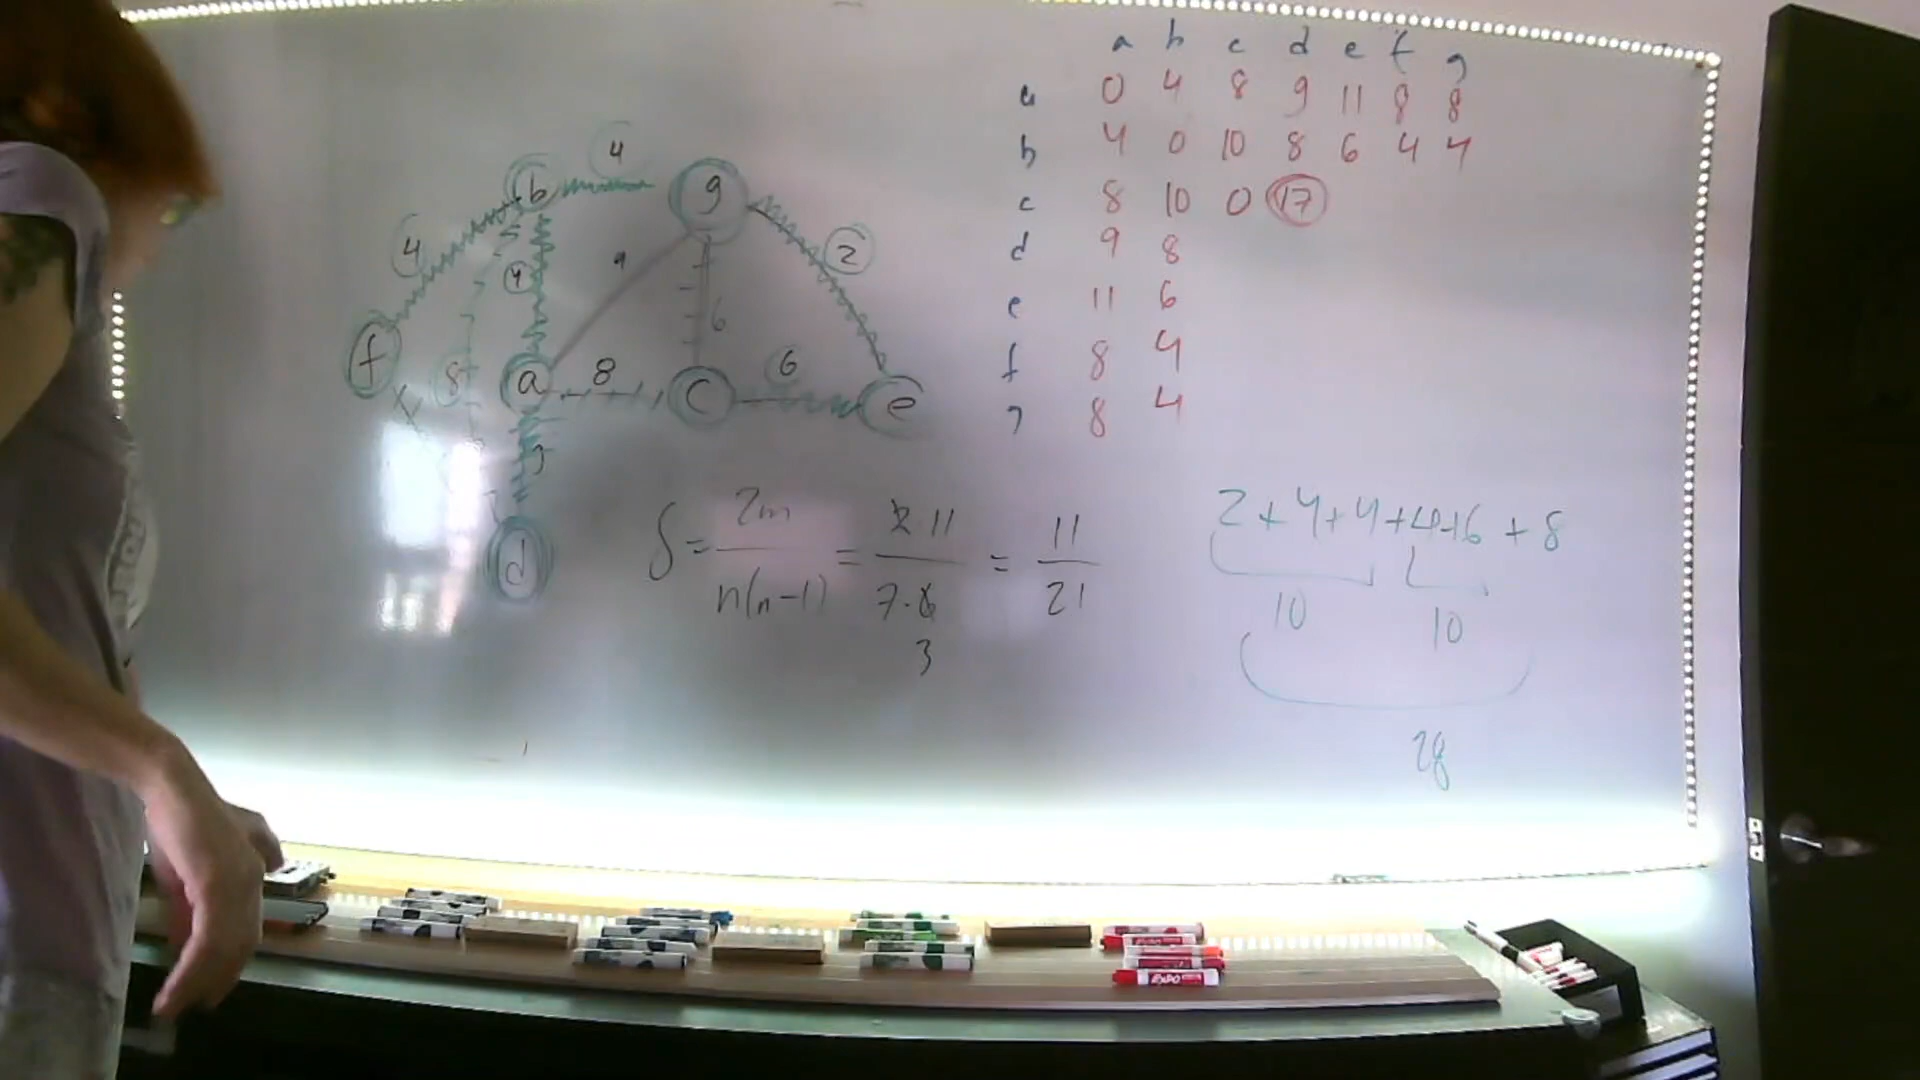 a b c d e f g
a 0 4 8 9 11 8 8
b 4 0 10 8 6 4 4
c 8 10 0 17
d 9 8
e 11 6
f 8 4
g 8 4
4
b g
4 4 9 2
6
f 8 a 8 c 6 e
d
δ = 2m / n(n-1) = 2·11 / 7·6 = 11 / 21
3
2+4+4+4+6+8
10 10
28
EXPO